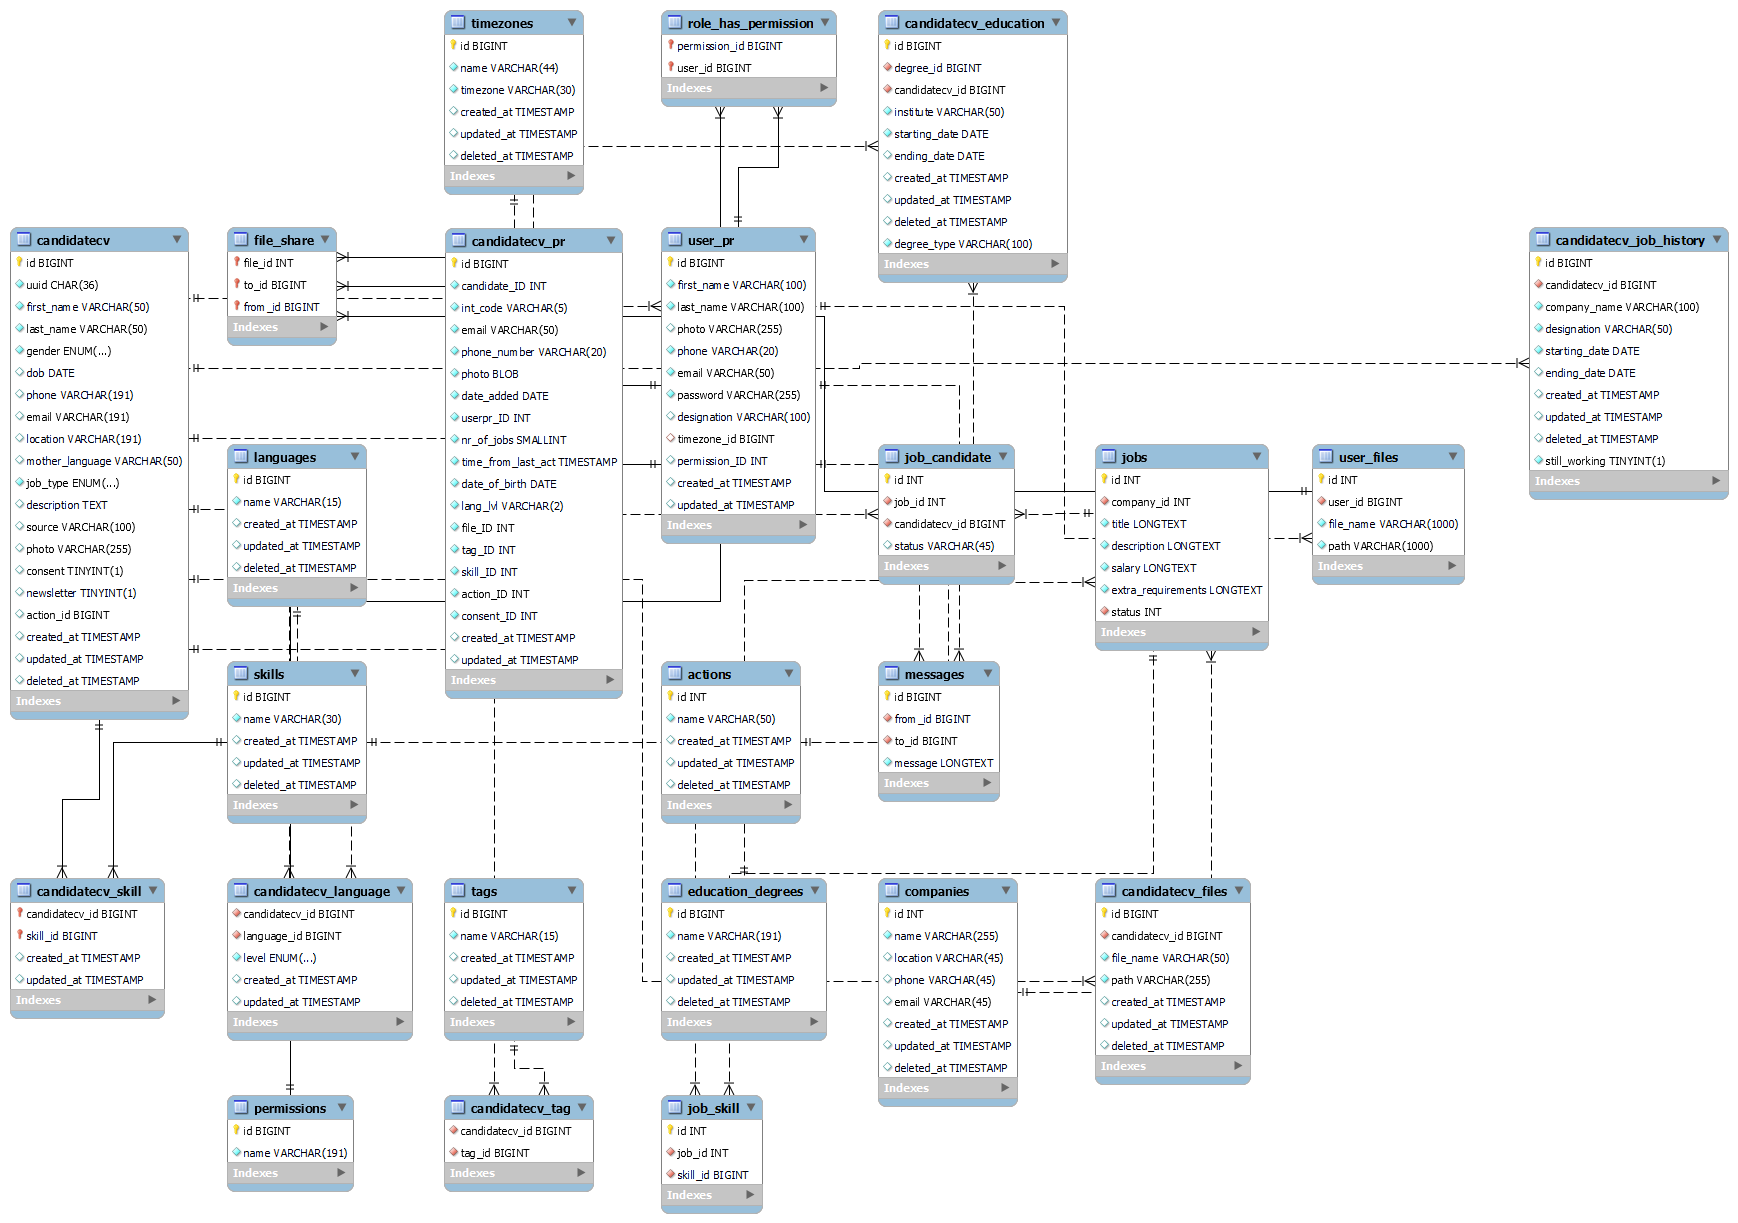 timezones
id BIGINT
name VARCHAR(44)
timezone VARCHAR(30)
created_at TIMESTAMP
updated_at TIMESTAMP
deleted_at TIMESTAMP
Indexes
role_has_permission
permission_id BIGINT
user_id BIGINT
Indexes
candidatecv_education
id BIGINT
degree_id BIGINT
candidatecv_id BIGINT
institute VARCHAR(50)
starting_date DATE
ending_date DATE
created_at TIMESTAMP
updated_at TIMESTAMP
deleted_at TIMESTAMP
degree_type VARCHAR(100)
Indexes
candidatecv
id BIGINT
uuid CHAR(36)
first_name VARCHAR(50)
last_name VARCHAR(50)
gender ENUM(...)
dob DATE
phone VARCHAR(191)
email VARCHAR(191)
location VARCHAR(191)
mother_language VARCHAR(50)
job_type ENUM(...)
description TEXT
source VARCHAR(100)
photo VARCHAR(255)
consent TINYINT(1)
newsletter TINYINT(1)
action_id BIGINT
created_at TIMESTAMP
updated_at TIMESTAMP
deleted_at TIMESTAMP
Indexes
file_share
file_id INT
to_id BIGINT
from_id BIGINT
Indexes
candidatecv_pr
id BIGINT
candidate_ID INT
int_code VARCHAR(5)
email VARCHAR(50)
phone_number VARCHAR(20)
photo BLOB
date_added DATE
userpr_ID INT
nr_of_jobs SMALLINT
time_from_last_act TIMESTAMP
date_of_birth DATE
lang_lvl VARCHAR(2)
file_ID INT
tag_ID INT
skill_ID INT
action_ID INT
consent_ID INT
created_at TIMESTAMP
updated_at TIMESTAMP
Indexes
user_pr
id BIGINT
first_name VARCHAR(100)
last_name VARCHAR(100)
photo VARCHAR(255)
phone VARCHAR(20)
email VARCHAR(50)
password VARCHAR(255)
designation VARCHAR(100)
timezone_id BIGINT
permission_ID INT
created_at TIMESTAMP
updated_at TIMESTAMP
Indexes
candidatecv_job_history
id BIGINT
candidatecv_id BIGINT
company_name VARCHAR(100)
designation VARCHAR(50)
starting_date DATE
ending_date DATE
created_at TIMESTAMP
updated_at TIMESTAMP
deleted_at TIMESTAMP
still_working TINYINT(1)
Indexes
languages
id BIGINT
name VARCHAR(15)
created_at TIMESTAMP
updated_at TIMESTAMP
deleted_at TIMESTAMP
Indexes
job_candidate
id INT
job_id INT
candidatecv_id BIGINT
status VARCHAR(45)
Indexes
jobs
id INT
company_id INT
title LONGTEXT
description LONGTEXT
salary LONGTEXT
extra_requirements LONGTEXT
status INT
Indexes
user_files
id INT
user_id BIGINT
file_name VARCHAR(1000)
path VARCHAR(1000)
Indexes
skills
id BIGINT
name VARCHAR(30)
created_at TIMESTAMP
updated_at TIMESTAMP
deleted_at TIMESTAMP
Indexes
actions
id INT
name VARCHAR(50)
created_at TIMESTAMP
updated_at TIMESTAMP
deleted_at TIMESTAMP
Indexes
messages
id BIGINT
from_id BIGINT
to_id BIGINT
message LONGTEXT
Indexes
candidatecv_skill
candidatecv_id BIGINT
skill_id BIGINT
created_at TIMESTAMP
updated_at TIMESTAMP
Indexes
candidatecv_language
candidatecv_id BIGINT
language_id BIGINT
level ENUM(...)
created_at TIMESTAMP
updated_at TIMESTAMP
Indexes
tags
id BIGINT
name VARCHAR(15)
created_at TIMESTAMP
updated_at TIMESTAMP
deleted_at TIMESTAMP
Indexes
education_degrees
id BIGINT
name VARCHAR(191)
created_at TIMESTAMP
updated_at TIMESTAMP
deleted_at TIMESTAMP
Indexes
companies
id INT
name VARCHAR(255)
location VARCHAR(45)
phone VARCHAR(45)
email VARCHAR(45)
created_at TIMESTAMP
updated_at TIMESTAMP
deleted_at TIMESTAMP
Indexes
candidatecv_files
id BIGINT
candidatecv_id BIGINT
file_name VARCHAR(50)
path VARCHAR(255)
created_at TIMESTAMP
updated_at TIMESTAMP
deleted_at TIMESTAMP
Indexes
permissions
id BIGINT
name VARCHAR(191)
Indexes
candidatecv_tag
candidatecv_id BIGINT
tag_id BIGINT
Indexes
job_skill
id INT
job_id INT
skill_id BIGINT
Indexes